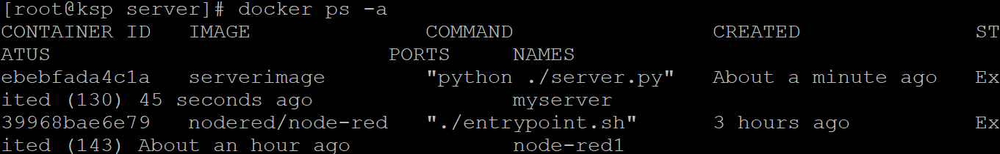 [root@ksp server]# docker ps -a
CONTAINER ID   IMAGE              COMMAND                CREATED              ST
ATUS                           PORTS     NAMES
ebebfada4c1a   serverimage        "python ./server.py"   About a minute ago   Ex
ited (130) 45 seconds ago                myserver
39968bae6e79   nodered/node-red   "./entrypoint.sh"      3 hours ago          Ex
ited (143) About an hour ago             node-red1